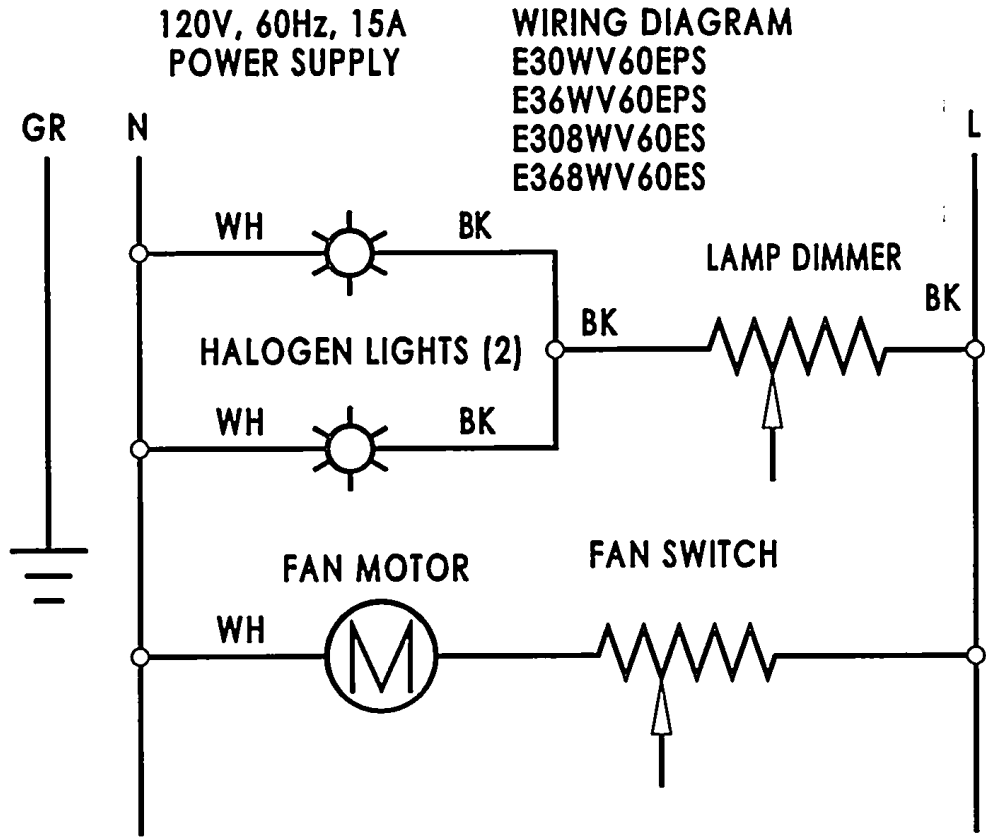 120V, 60Hz, 15A
POWER SUPPLY
WIRING DIAGRAM
E30WV60EPS
E36WV60EPS
E308WV60ES
E368WV60ES
GR
N
L
WH
BK
LAMP DIMMER
BK
BK
HALOGEN LIGHTS (2)
WH
BK
FAN MOTOR
FAN SWITCH
WH
M